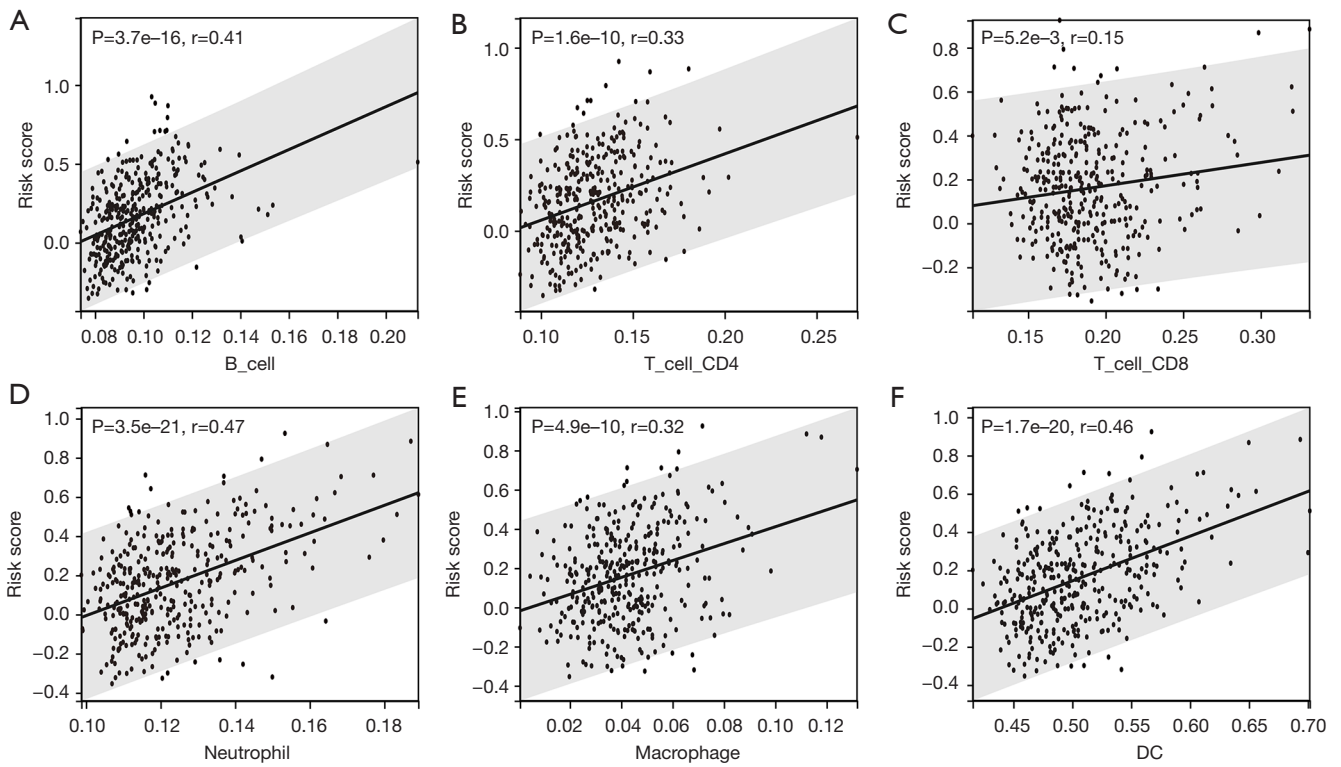 A
P=3.7e–16, r=0.41
Risk score
1.0
0.5
0.0
0.08 0.10 0.12 0.14 0.16 0.18 0.20
B_cell
B
P=1.6e–10, r=0.33
Risk score
1.0
0.5
0.0
0.10 0.15 0.20 0.25
T_cell_CD4
C
P=5.2e–3, r=0.15
Risk score
0.8
0.6
0.4
0.2
0.0
–0.2
0.15 0.20 0.25 0.30
T_cell_CD8
D
P=3.5e–21, r=0.47
Risk score
1.0
0.8
0.6
0.4
0.2
0.0
–0.2
–0.4
0.10 0.12 0.14 0.16 0.18
Neutrophil
E
P=4.9e–10, r=0.32
Risk score
1.0
0.8
0.6
0.4
0.2
0.0
–0.2
–0.4
0.02 0.04 0.06 0.08 0.10 0.12
Macrophage
F
P=1.7e–20, r=0.46
Risk score
1.0
0.8
0.6
0.4
0.2
0.0
–0.2
–0.4
0.45 0.50 0.55 0.60 0.65 0.70
DC